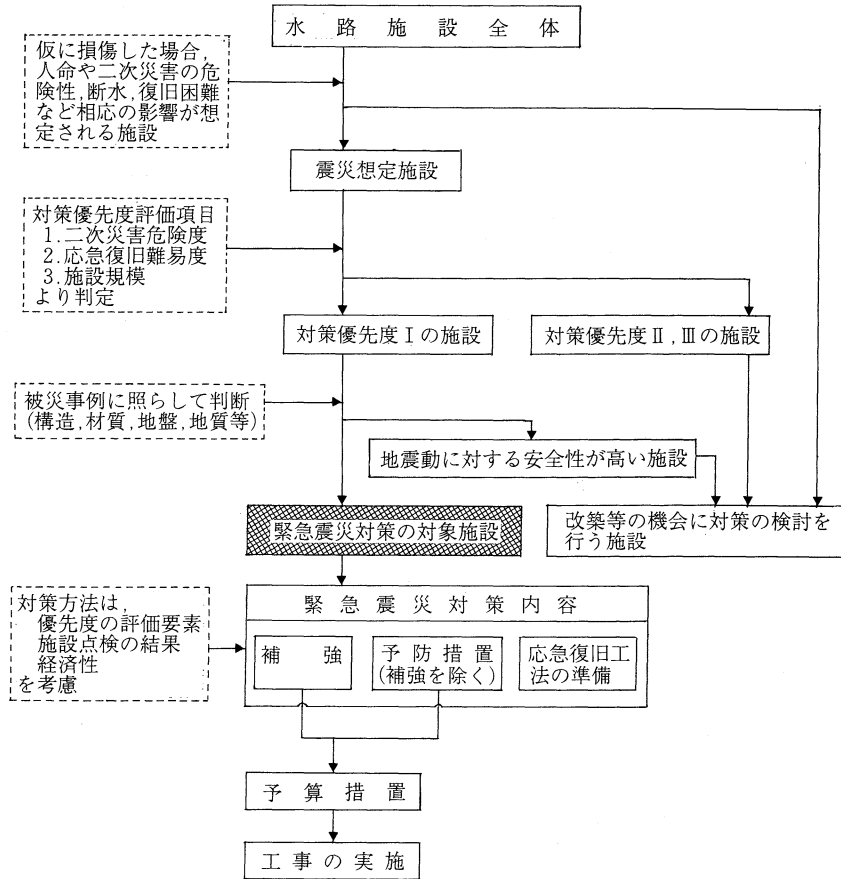 水路施設全体
仮に損傷した場合,
人命や二次災害の危
険性,断水,復旧困難
など相応の影響が想
定される施設
震災想定施設
対策優先度評価項目
1.二次災害危険度
2.応急復旧難易度
3.施設規模
より判定
対策優先度Ⅰの施設
対策優先度Ⅱ,Ⅲの施設
被災事例に照らして判断
(構造,材質,地盤,地質等)
地震動に対する安全性が高い施設
緊急震災対策の対象施設
改築等の機会に対策の検討を
行う施設
対策方法は,
優先度の評価要素
施設点検の結果
経済性
を考慮
緊急震災対策内容
補強
予防措置
(補強を除く)
応急復旧工
法の準備
予算措置
工事の実施